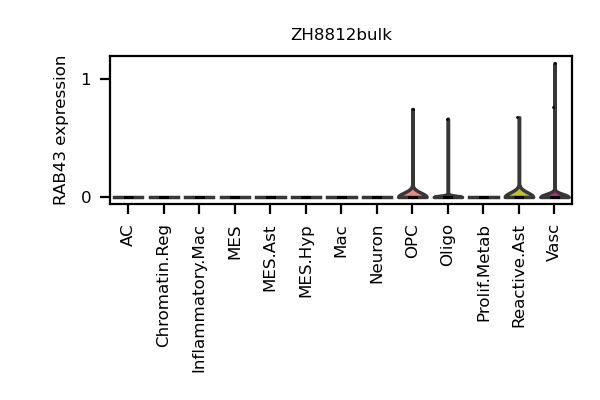 ZH8812bulk
RAB43 expression
1
0
AC
Chromatin.Reg
Inflammatory.Mac
MES
MES.Ast
MES.Hyp
Mac
Neuron
OPC
Oligo
Prolif.Metab
Reactive.Ast
Vasc